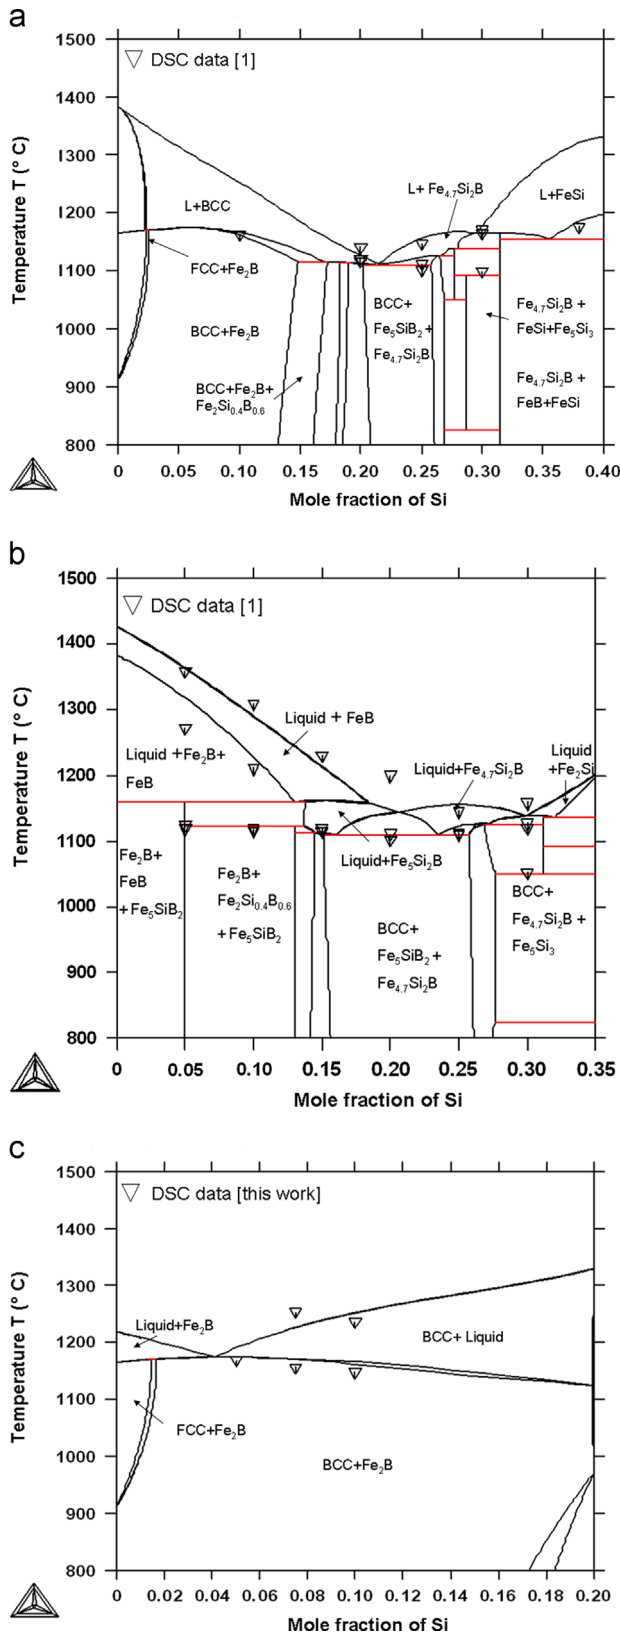 a
1500
DSC data [1]
1400
1300
1200
1100
1000
900
800
Temperature T (° C)
L+BCC
L+ Fe4.7Si2B
L+FeSi
FCC+Fe2B
BCC+Fe2B
BCC+Fe2B+
Fe2Si0.4B0.6
BCC+
Fe5SiB2 +
Fe4.7Si2B
Fe4.7Si2B +
FeSi+Fe5Si3
Fe4.7Si2B +
FeB+FeSi
0 0.05 0.10 0.15 0.20 0.25 0.30 0.35 0.40
Mole fraction of Si
b
1500
DSC data [1]
1400
1300
1200
1100
1000
900
800
Temperature T (° C)
Liquid + FeB
Liquid +Fe2B+
FeB
Liquid+Fe4.7Si2B
Liquid
+Fe2Si
Liquid+Fe5Si2B
Fe2B+
FeB
+ Fe5SiB2
Fe2B+
Fe2Si0.4B0.6
+ Fe5SiB2
BCC+
Fe5SiB2 +
Fe4.7Si2B
BCC+
Fe4.7Si2B +
Fe5Si3
0 0.05 0.10 0.15 0.20 0.25 0.30 0.35
Mole fraction of Si
c
1500
DSC data [this work]
1400
1300
1200
1100
1000
900
800
Temperature T (° C)
Liquid+Fe2B
BCC+ Liquid
FCC+Fe2B
BCC+Fe2B
0 0.02 0.04 0.06 0.08 0.10 0.12 0.14 0.16 0.18 0.20
Mole fraction of Si